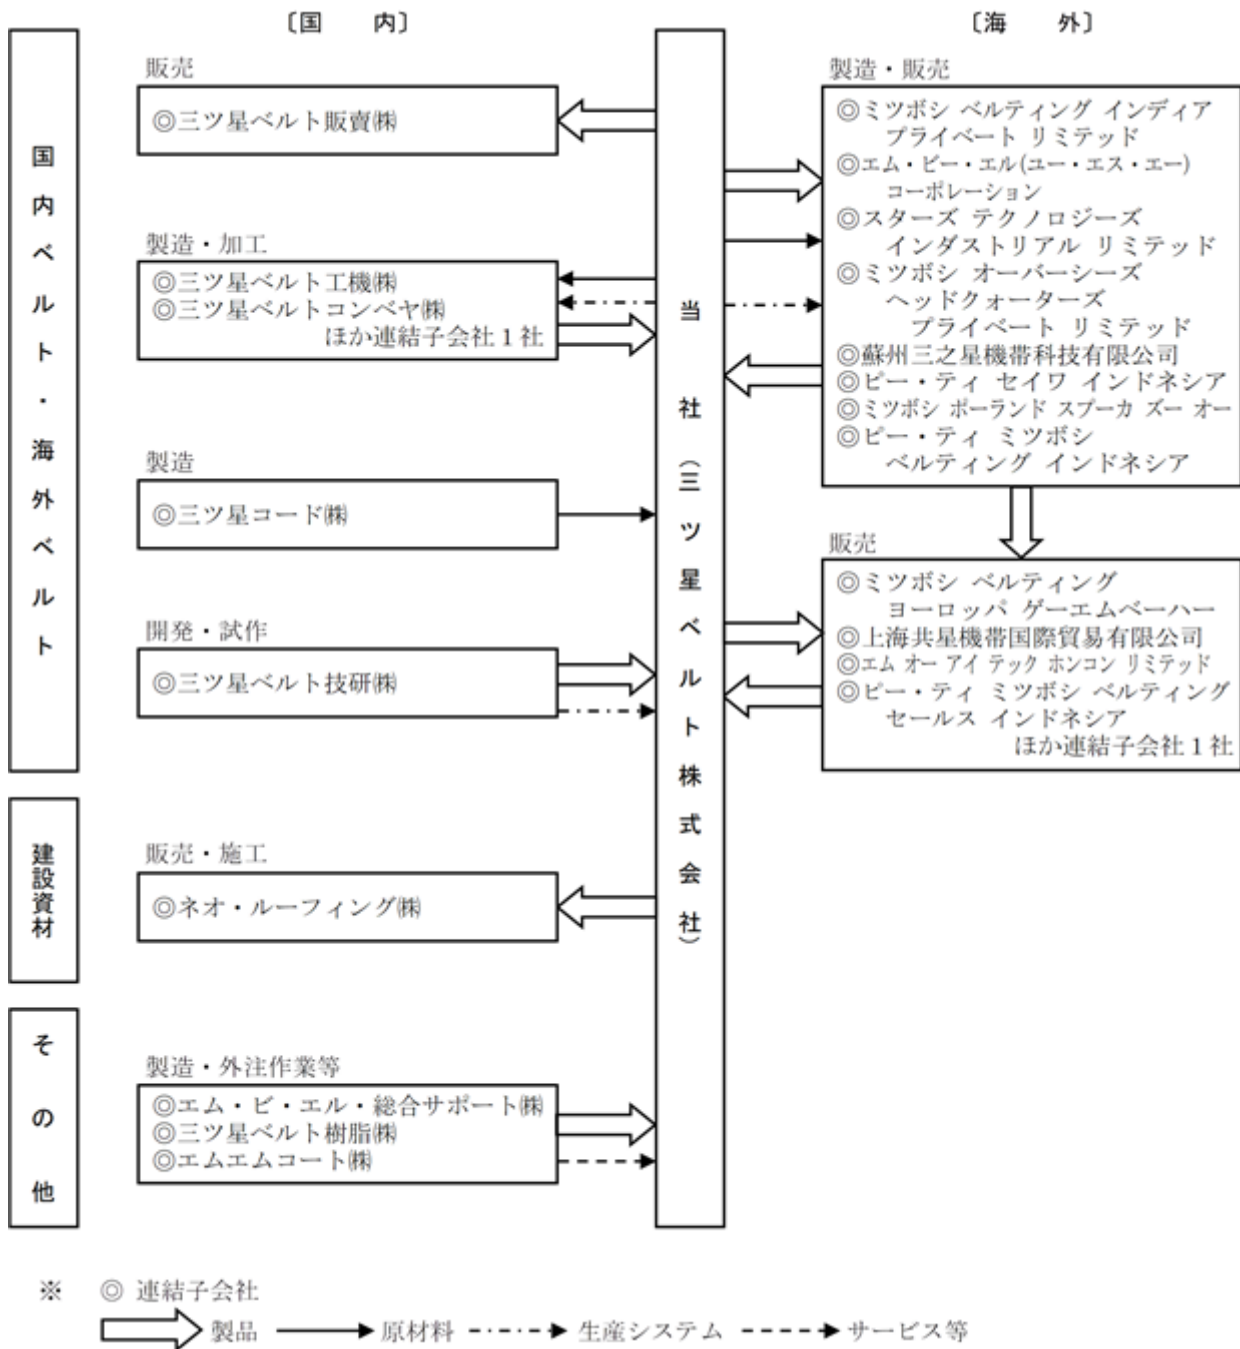 〔国　　内〕
〔海　　外〕
国内ベルト・海外ベルト
販売
◎三ツ星ベルト販賣㈱
製造・加工
◎三ツ星ベルト工機㈱
◎三ツ星ベルトコンベヤ㈱
ほか連結子会社１社
製造
◎三ツ星コード㈱
開発・試作
◎三ツ星ベルト技研㈱
建設資材
販売・施工
◎ネオ・ルーフィング㈱
その他
製造・外注作業等
◎エム・ビ・エル・総合サポート㈱
◎三ツ星ベルト樹脂㈱
◎エムエムコート㈱
当社（三ツ星ベルト株式会社）
製造・販売
◎ミツボシ ベルティング インディア
プライベート リミテッド
◎エム・ビー・エル(ユー・エス・エー)
コーポレーション
◎スターズ テクノロジーズ
インダストリアル リミテッド
◎ミツボシ オーバーシーズ
ヘッドクォーターズ
プライベート リミテッド
◎蘇州三之星機帯科技有限公司
◎ピー・ティ セイワ インドネシア
◎ミツボシ ポーランド スプーカ ズー オー
◎ピー・ティ ミツボシ
ベルティング インドネシア
販売
◎ミツボシ ベルティング
ヨーロッパ ゲーエムベーハー
◎上海共星機帯国際貿易有限公司
◎エム オー アイ テック ホンコン リミテッド
◎ピー・ティ ミツボシ ベルティング
セールス インドネシア
ほか連結子会社１社
※　◎ 連結子会社
製品　原材料　生産システム　サービス等